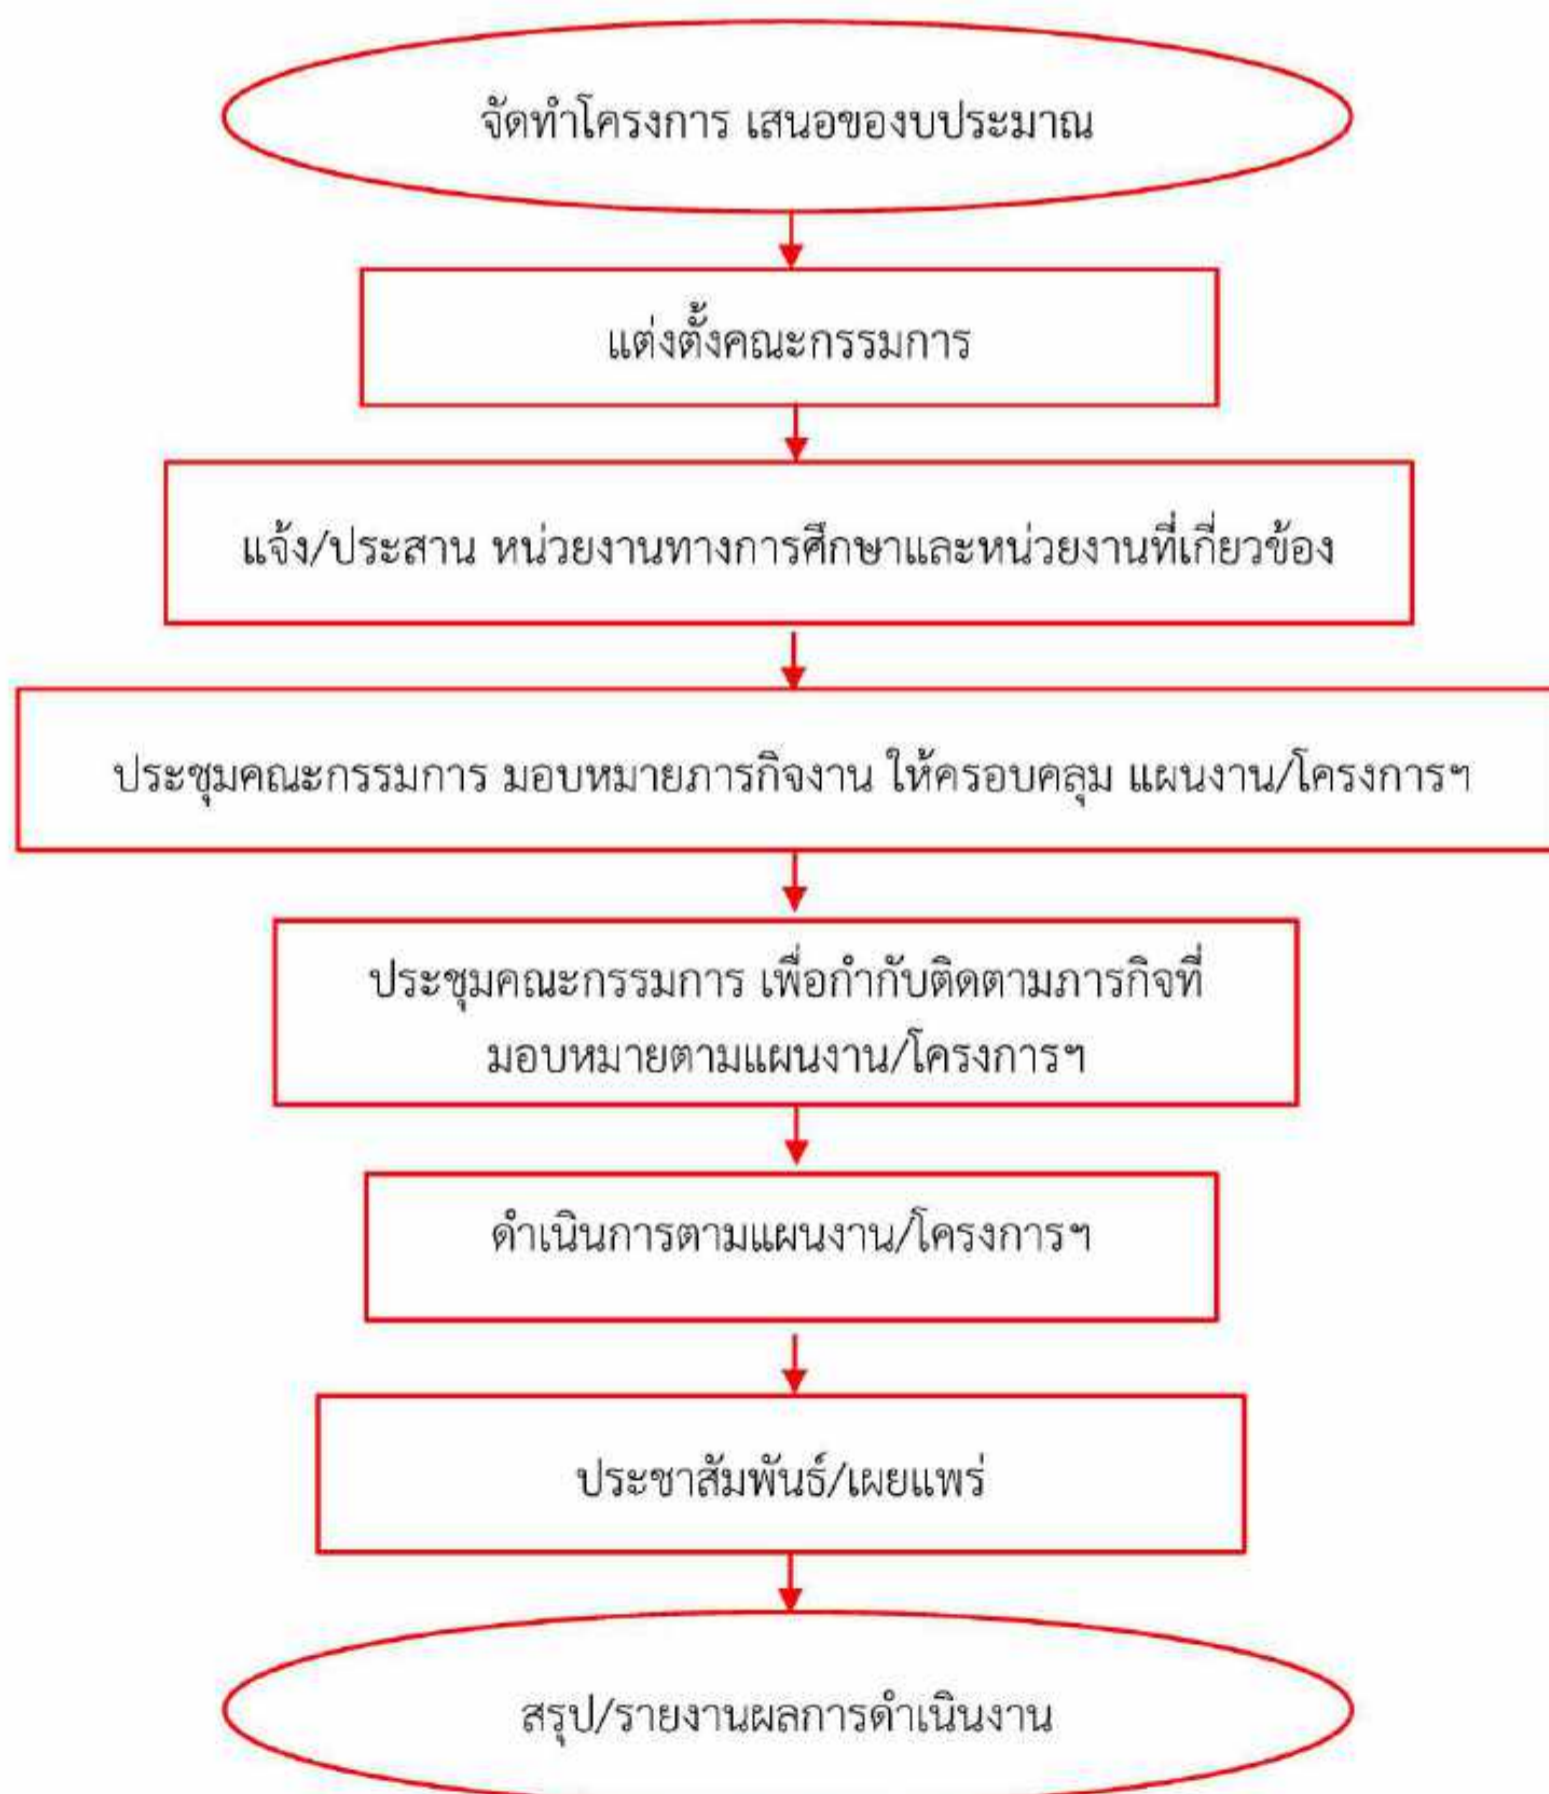 จัดทำโครงการ เสนอของบประมาณ
แต่งตั้งคณะกรรมการ
แจ้ง/ประสาน หน่วยงานทางการศึกษาและหน่วยงานที่เกี่ยวข้อง
ประชุมคณะกรรมการ มอบหมายภารกิจงาน ให้ครอบคลุม แผนงาน/โครงการฯ
ประชุมคณะกรรมการ เพื่อกำกับติดตามภารกิจที่
มอบหมายตามแผนงาน/โครงการฯ
ดำเนินการตามแผนงาน/โครงการฯ
ประชาสัมพันธ์/เผยแพร่
สรุป/รายงานผลการดำเนินงาน